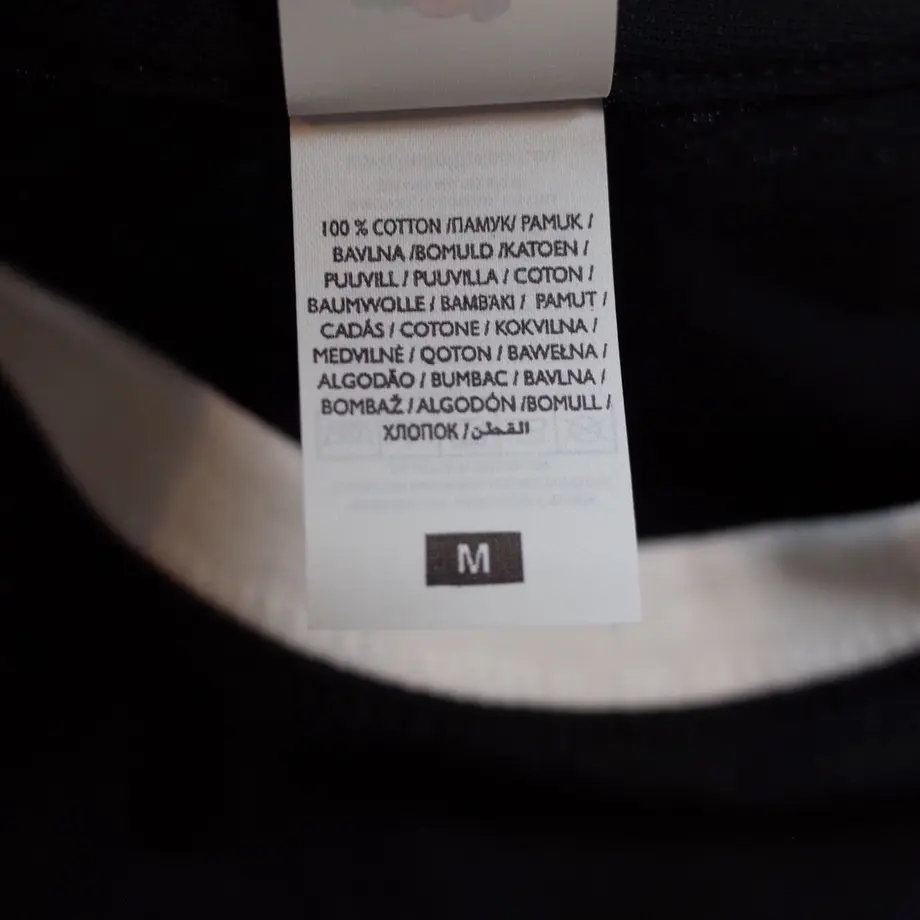 100 % COTTON /ПАМУК/ PAMUK /
BAVLNA /BOMULD /KATOEN /
PUUVILL / PUUVILLA / COTON /
BAUMWOLLE / BAMBAKI / PAMUT /
CADÁS / COTONE / KOKVILNA /
MEDVILNĖ / QOTON / BAWEŁNA /
ALGODÃO / BUMBAC / BAVLNA /
BOMBAŽ / ALGODÓN /BOMULL /
ХЛОПОК / القطن
M